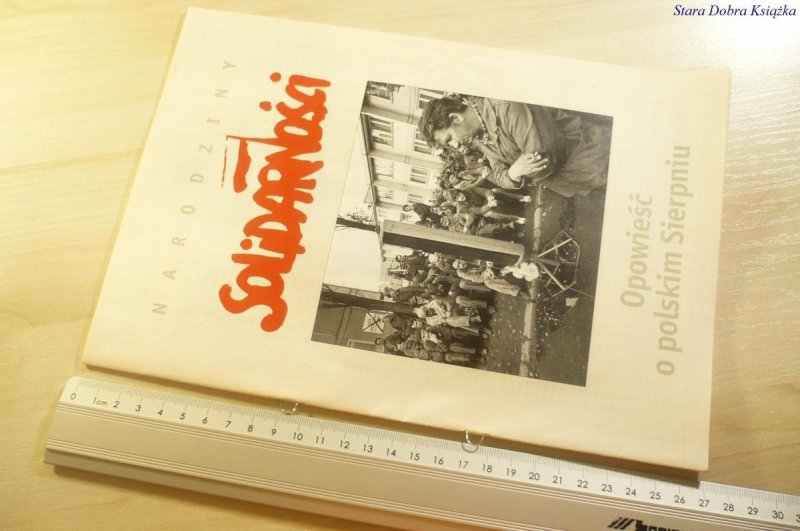 Stara Dobra Książka
NARODZINY
SOLIDARNOŚCI
Opowieść
o polskim Sierpniu
0 1cm 2 3 4 5 6 7 8 9 10 11 12 13 14 15 16 17 18 19 20 21 22 23 24 25 26 27 28 29 30 31